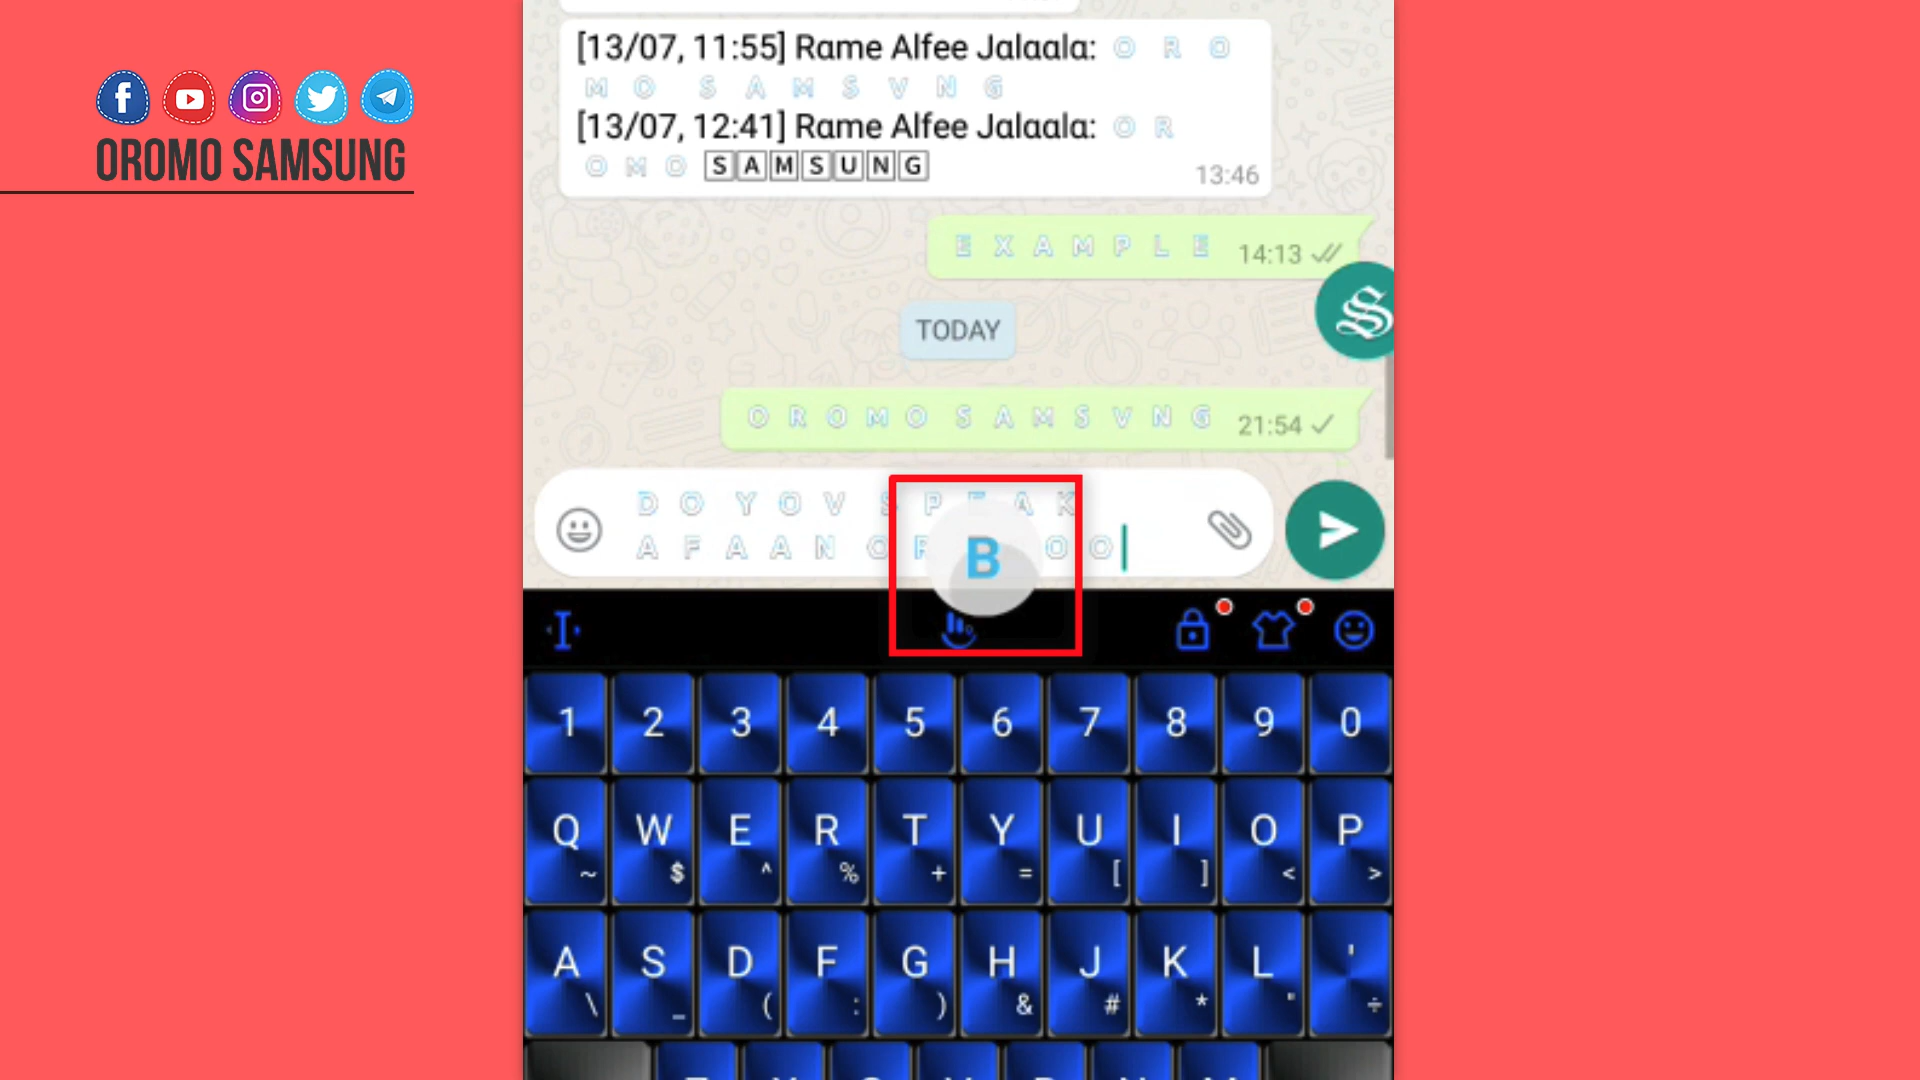 OROMO SAMSUNG
[13/07, 11:55] Rame Alfee Jalaala: O R O
M O S A M S V N G
[13/07, 12:41] Rame Alfee Jalaala: O R
O M O SAMSUNG
13:46
E X A M P L E 14:13
S
TODAY
O R O M O S A M S V N G 21:54
D O Y O V S P E A K
A F A A N O R O O
B
1 2 3 4 5 6 7 8 9 0
Q W E R T Y U I O P
~ $ ^ % + = [ ] < >
A S D F G H J K L '
\ _ ( : ) & # * " ÷